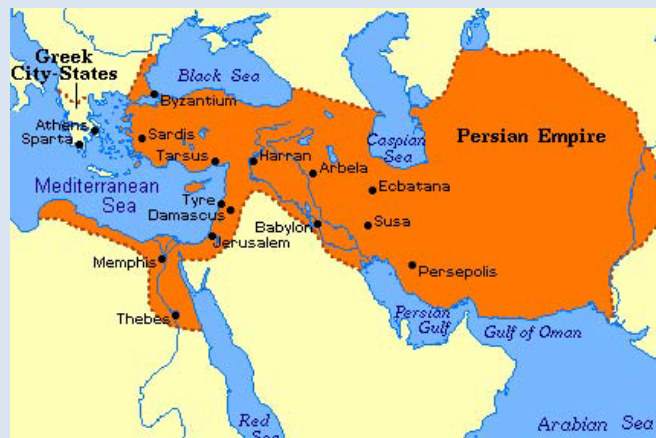 Greek
City-States
Black Sea
Byzantium
Athens
Sparta
Sardis
Tarsus
Harran
Caspian
Sea
Persian Empire
Arbela
Ecbatana
Mediterranean
Sea
Tyre
Damascus
Babylon
Susa
Jerusalem
Memphis
Persepolis
Thebes
Persian
Gulf
Gulf of Oman
Red
Sea
Arabian Sea